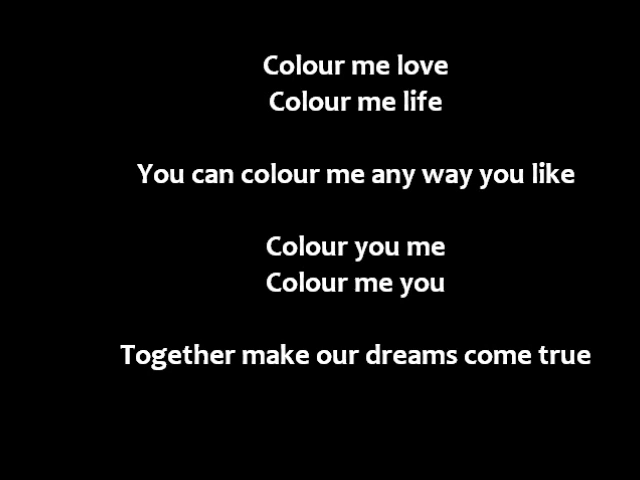 Colour me love
Colour me life
You can colour me any way you like
Colour you me
Colour me you
Together make our dreams come true